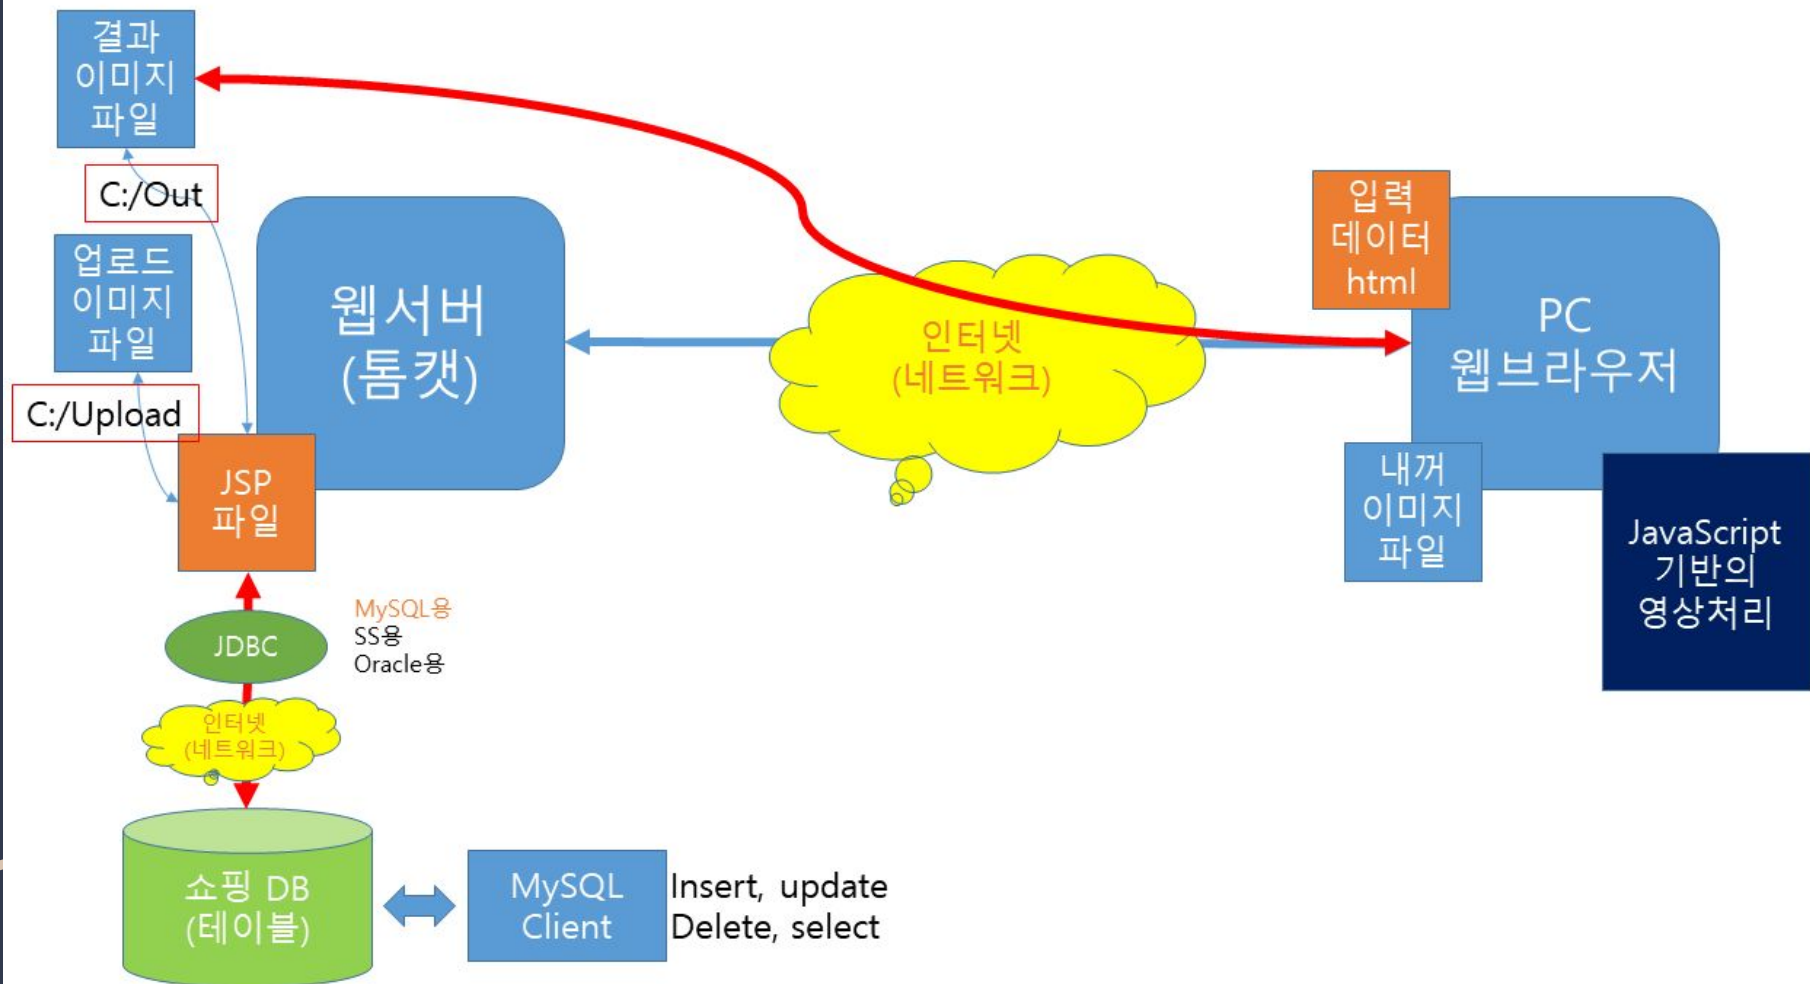 결과
이미지
파일
C:/Out
업로드
이미지
파일
C:/Upload
웹서버
(톰캣)
JSP
파일
인터넷
(네트워크)
입력
데이터
html
PC
웹브라우저
내꺼
이미지
파일
JavaScript
기반의
영상처리
JDBC
MySQL용
SS용
Oracle용
인터넷
(네트워크)
쇼핑 DB
(테이블)
MySQL
Client
Insert, update
Delete, select